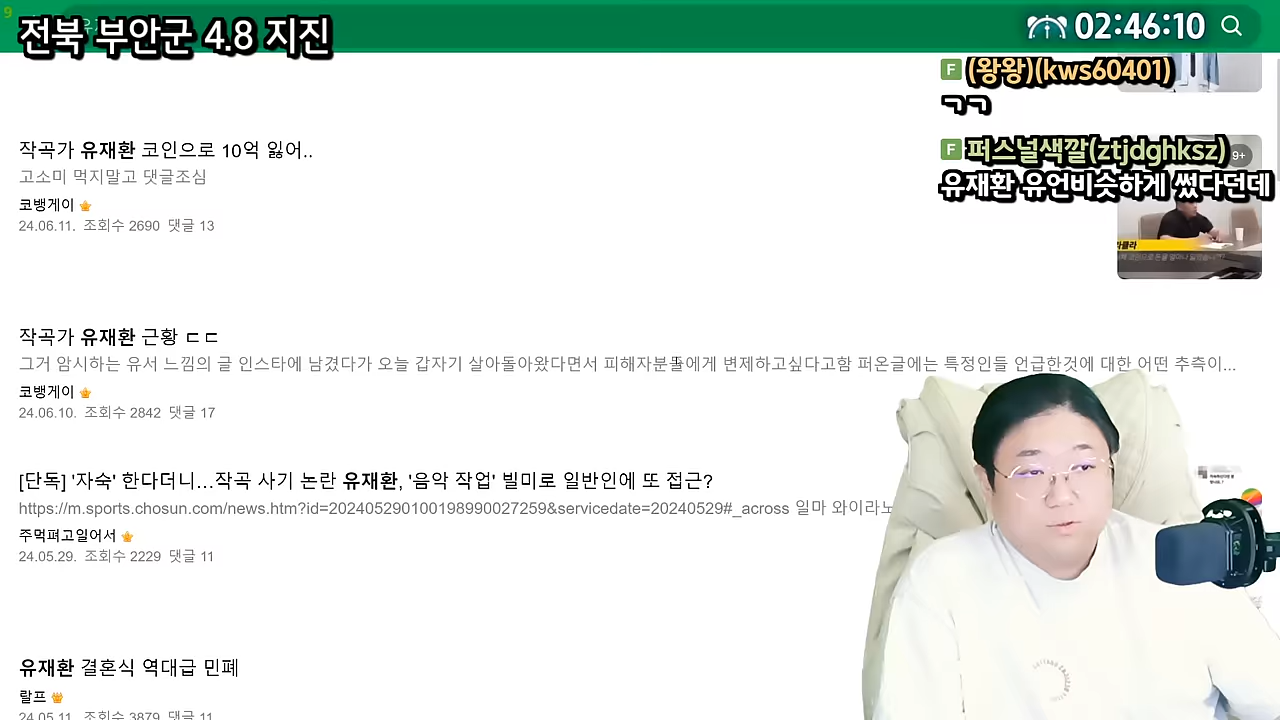 9
전북 부안군 4.8 지진
02:46:10
F (왕왕)(kws60401)
ㄱㄱ
F 퍼스널색깔(ztjdghksz)
유재환 유언비슷하게 썼다던데
9+
작곡가 유재환 코인으로 10억 잃어..
고소미 먹지말고 댓글조심
코뱅게이
24.06.11. 조회수 2690 댓글 13
작곡가 유재환 근황 ㄷㄷ
그거 암시하는 유서 느낌의 글 인스타에 남겼다가 오늘 갑자기 살아돌아왔다면서 피해자분들에게 변제하고싶다고함 퍼온글에는 특정인들 언급한것에 대한 어떤 추측이...
코뱅게이
24.06.10. 조회수 2842 댓글 17
[단독] '자숙' 한다더니…작곡 사기 논란 유재환, '음악 작업' 빌미로 일반인에 또 접근?
https://m.sports.chosun.com/news.htm?id=202405290100198990027259&servicedate=20240529#_across 일마 와이라노
주먹펴고일어서
24.05.29. 조회수 2229 댓글 11
유재환 결혼식 역대급 민폐
랄프
24.05.11. 조회수 3879 댓글 11